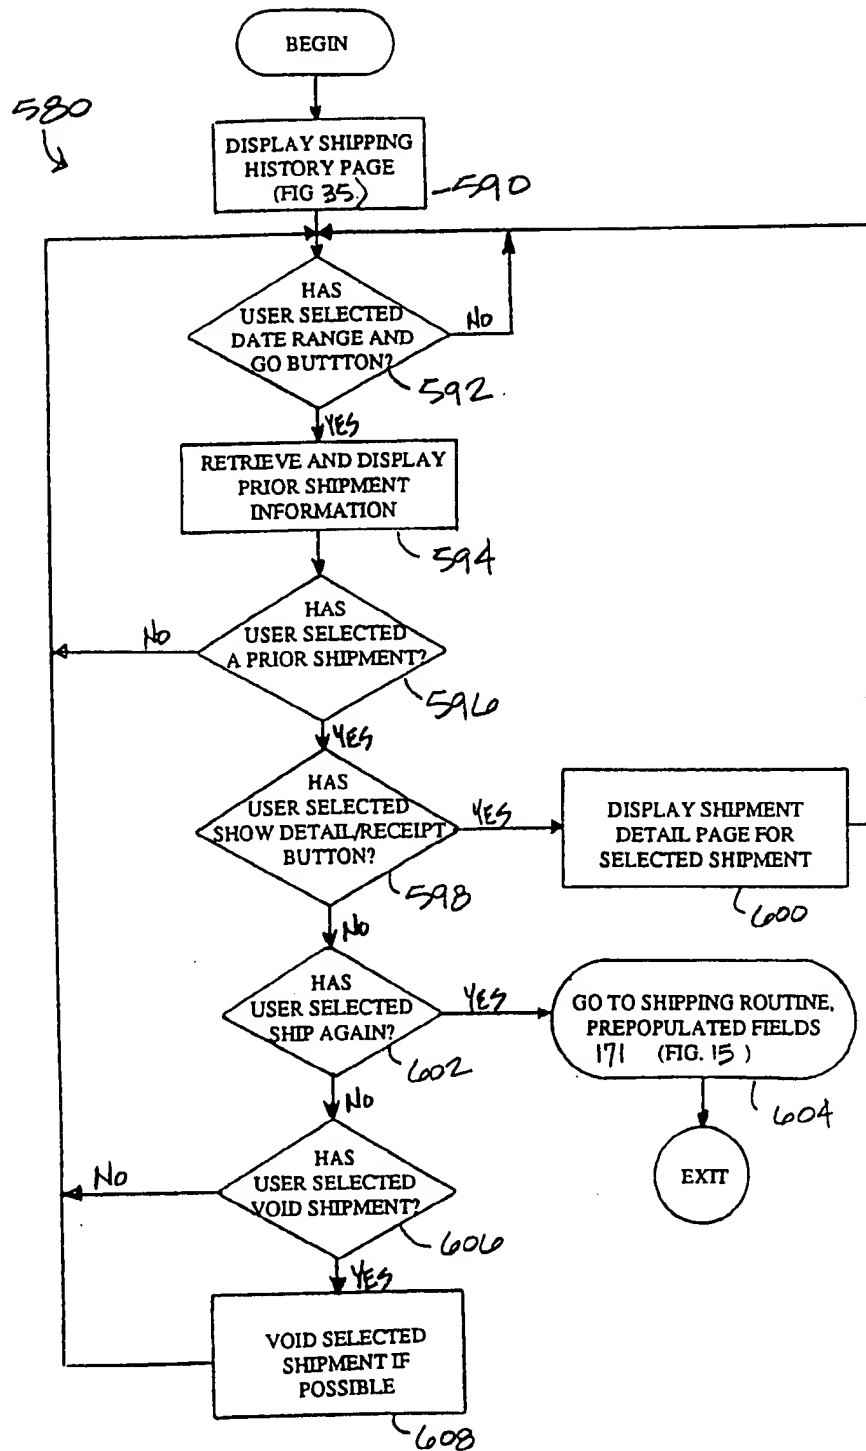 BEGIN
580
DISPLAY SHIPPING
HISTORY PAGE
(FIG 35.)
590
HAS
USER SELECTED
DATE RANGE AND
GO BUTTTON?
No
592
YES
RETRIEVE AND DISPLAY
PRIOR SHIPMENT
INFORMATION
594
HAS
USER SELECTED
A PRIOR SHIPMENT?
No
596
YES
HAS
USER SELECTED
SHOW DETAIL/RECEIPT
BUTTON?
YES
598
DISPLAY SHIPMENT
DETAIL PAGE FOR
SELECTED SHIPMENT
600
No
HAS
USER SELECTED
SHIP AGAIN?
YES
602
GO TO SHIPPING ROUTINE,
PREPOPULATED FIELDS
171 (FIG. 15)
604
EXIT
No
HAS
USER SELECTED
VOID SHIPMENT?
No
606
YES
VOID SELECTED
SHIPMENT IF
POSSIBLE
608